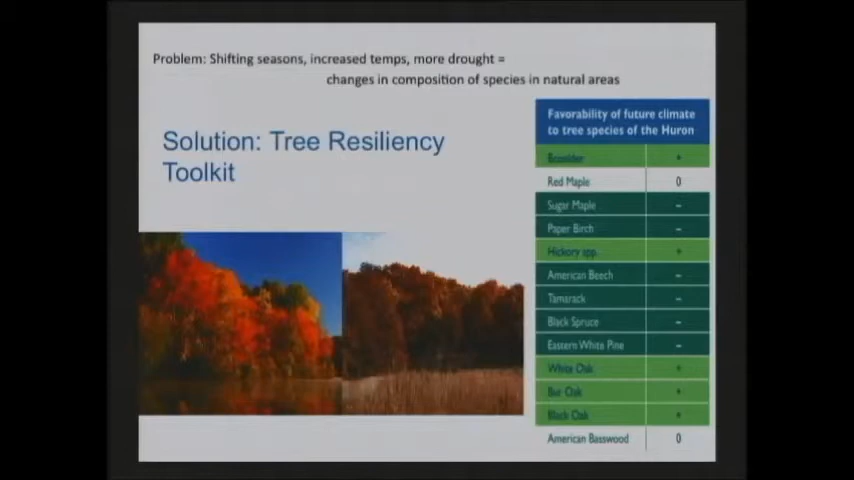 Problem: Shifting seasons, increased temps, more drought =
changes in composition of species in natural areas
Solution: Tree Resiliency
Toolkit
Favorability of future climate
to tree species of the Huron
Boxelder +
Red Maple 0
Sugar Maple –
Paper Birch –
Hickory spp. +
American Beech –
Tamarack –
Black Spruce –
Eastern White Pine –
White Oak +
Bur Oak +
Black Oak +
American Basswood 0